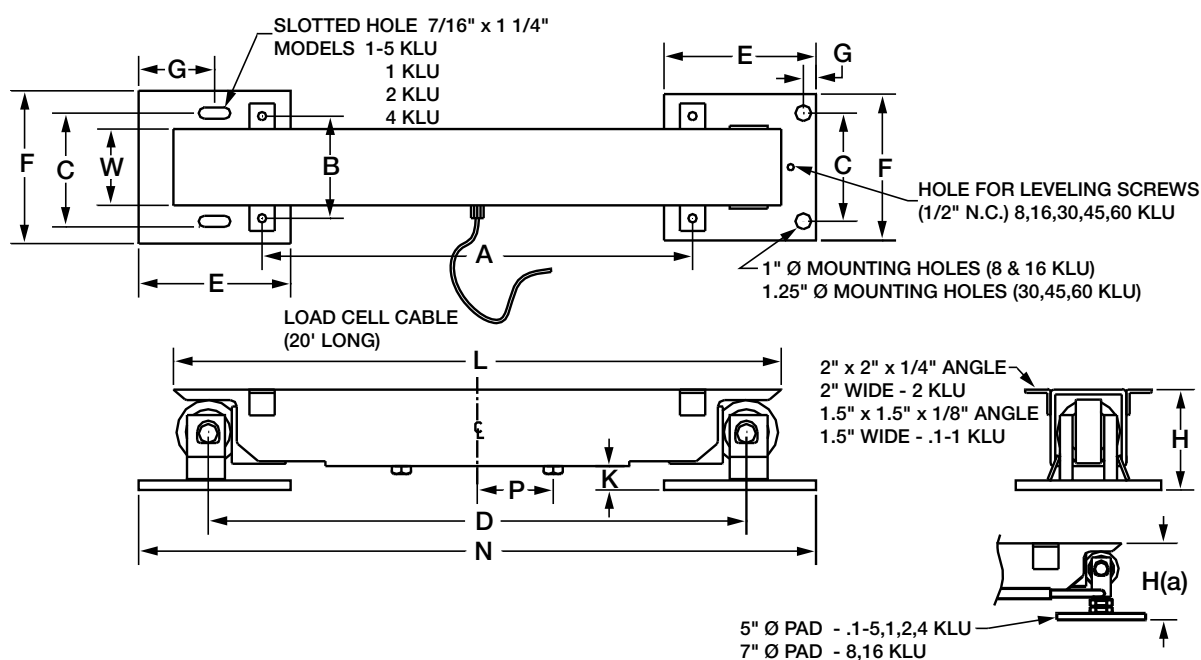 SLOTTED HOLE 7/16" x 1 1/4"
MODELS 1-5 KLU
1 KLU
2 KLU
4 KLU
G
E
G
F
C
W
B
C
F
HOLE FOR LEVELING SCREWS
(1/2" N.C.) 8,16,30,45,60 KLU
A
E
1" Ø MOUNTING HOLES (8 & 16 KLU)
1.25" Ø MOUNTING HOLES (30,45,60 KLU)
LOAD CELL CABLE
(20' LONG)
L
2" x 2" x 1/4" ANGLE
2" WIDE - 2 KLU
1.5" x 1.5" x 1/8" ANGLE
1.5" WIDE - .1-1 KLU
H
℄
K
P
D
N
H(a)
5" Ø PAD - .1-5,1,2,4 KLU
7" Ø PAD - 8,16 KLU